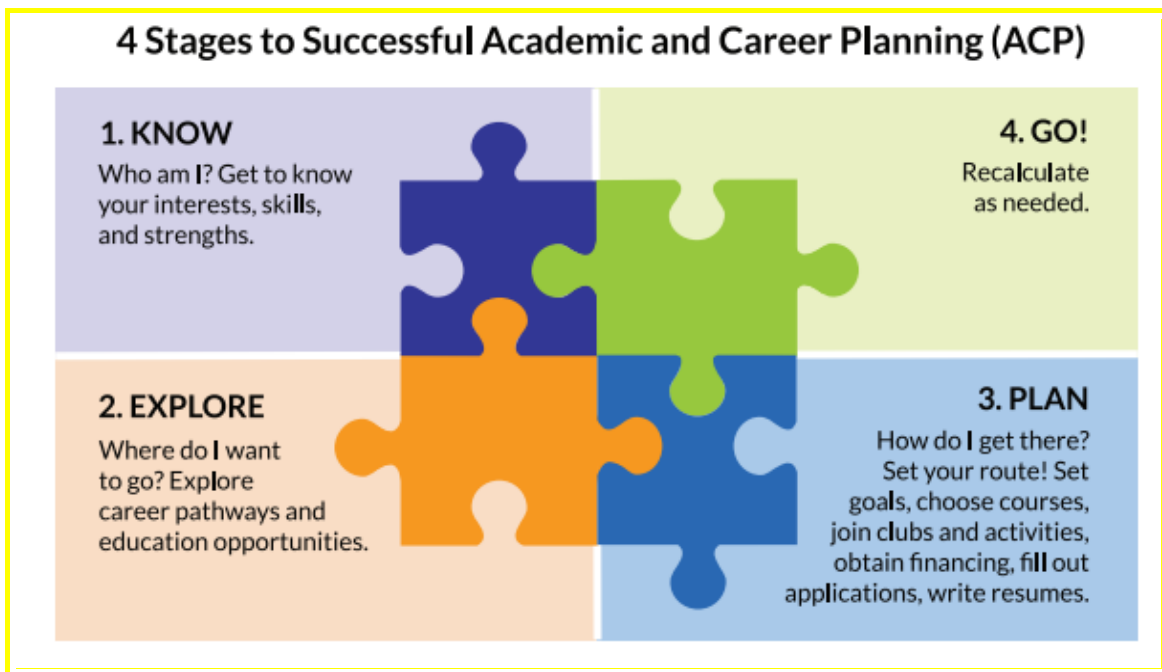 4 Stages to Successful Academic and Career Planning (ACP)
1. KNOW
Who am I? Get to know
your interests, skills,
and strengths.
2. EXPLORE
Where do I want
to go? Explore
career pathways and
education opportunities.
3. PLAN
How do I get there?
Set your route! Set
goals, choose courses,
join clubs and activities,
obtain financing, fill out
applications, write resumes.
4. GO!
Recalculate
as needed.